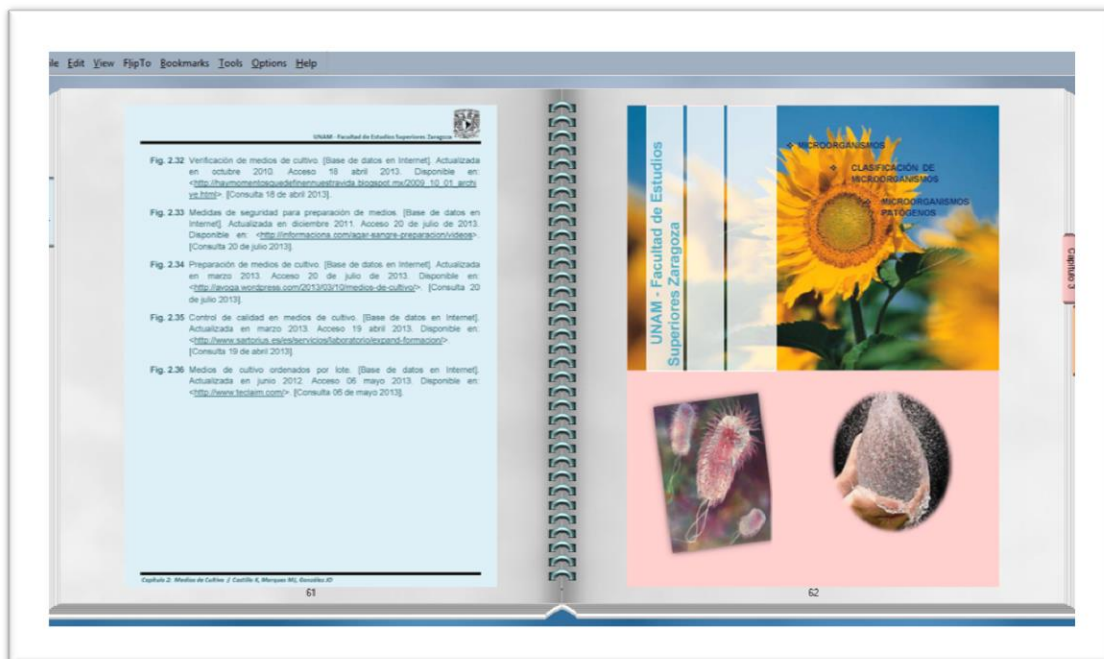 ile Edit View FlipTo Bookmarks Tools Options Help
UNAM - Facultad de Estudios Superiores Zaragoza
Fig. 2.32 Verificación de medios de cultivo. [Base de datos en Internet]. Actualizada
en octubre 2010. Acceso 18 abril 2013. Disponible en:
<http://haymomentosquedefinennuestravida.blogspot.mx/2009_10_01_archi
ve.html>. [Consulta 18 de abril 2013].
Fig. 2.33 Medidas de seguridad para preparación de medios. [Base de datos en
Internet]. Actualizada en diciembre 2011. Acceso 20 de julio de 2013.
Disponible en: <http://informaciona.com/agar-sangre-preparacion/videos>.
[Consulta 20 de julio 2013].
Fig. 2.34 Preparación de medios de cultivo. [Base de datos en Internet]. Actualizada
en marzo 2013. Acceso 20 de julio de 2013. Disponible en:
<http://avoga.wordpress.com/2013/03/10/medios-de-cultivo/>. [Consulta 20
de julio 2013].
Fig. 2.35 Control de calidad en medios de cultivo. [Base de datos en Internet].
Actualizada en marzo 2013. Acceso 19 abril 2013. Disponible en:
<http://www.sartorius.es/es/servicios/laboratorio/expand-formacion/>.
[Consulta 19 de abril 2013].
Fig. 2.36 Medios de cultivo ordenados por lote. [Base de datos en Internet].
Actualizada en junio 2012. Acceso 06 mayo 2013. Disponible en:
<http://www.teclaim.com/>. [Consulta 06 de mayo 2013].
Capítulo 2: Medios de Cultivo / Castillo K, Marques MJ, González JO
61
UNAM - Facultad de Estudios
Superiores Zaragoza
❖ MICROORGANISMOS
❖ CLASIFICACIÓN DE
MICROORGANISMOS
❖ MICROORGANISMOS
PATÓGENOS
62
Capítulo 3